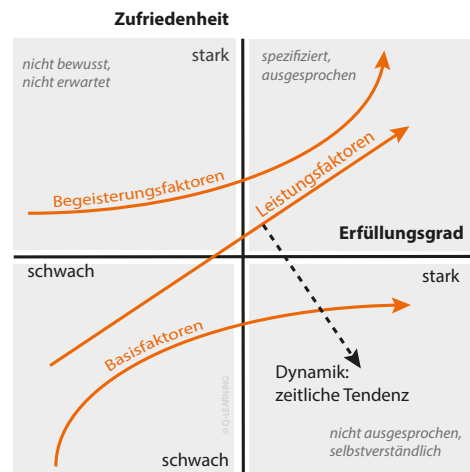 Zufriedenheit
nicht bewusst,
nicht erwartet
stark
spezifiziert,
ausgesprochen
Begeisterungsfaktoren
Leistungsfaktoren
Erfüllungsgrad
schwach
stark
Basisfaktoren
Dynamik:
zeitliche Tendenz
© Q-LEARNING
nicht ausgesprochen,
selbstverständlich
schwach